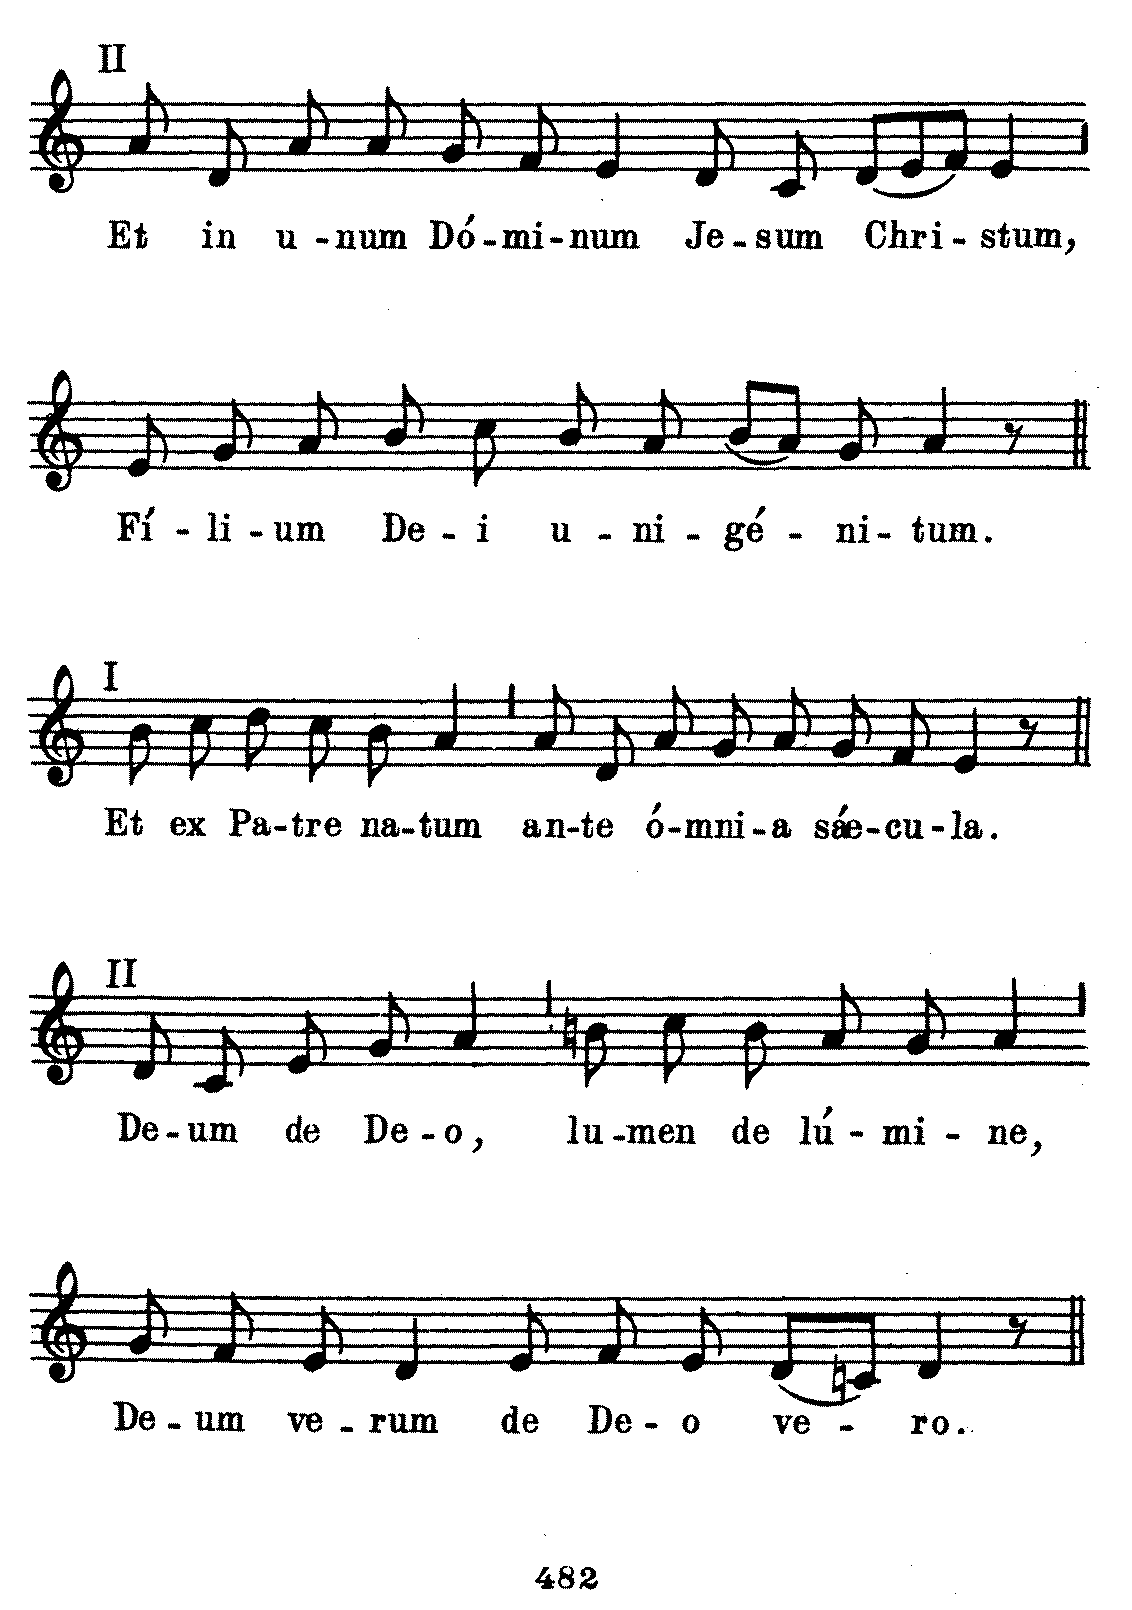 II
Et in u-num Dó-mi-num Je-sum Chri-stum,
Fí-li-um De-i u-ni-gé-ni-tum.
I
Et ex Pa-tre na-tum an-te ó-mni-a sǽ-cu-la.
II
De-um de De-o, lu-men de lú-mi-ne,
De-um ve-rum de De-o ve-ro.
482